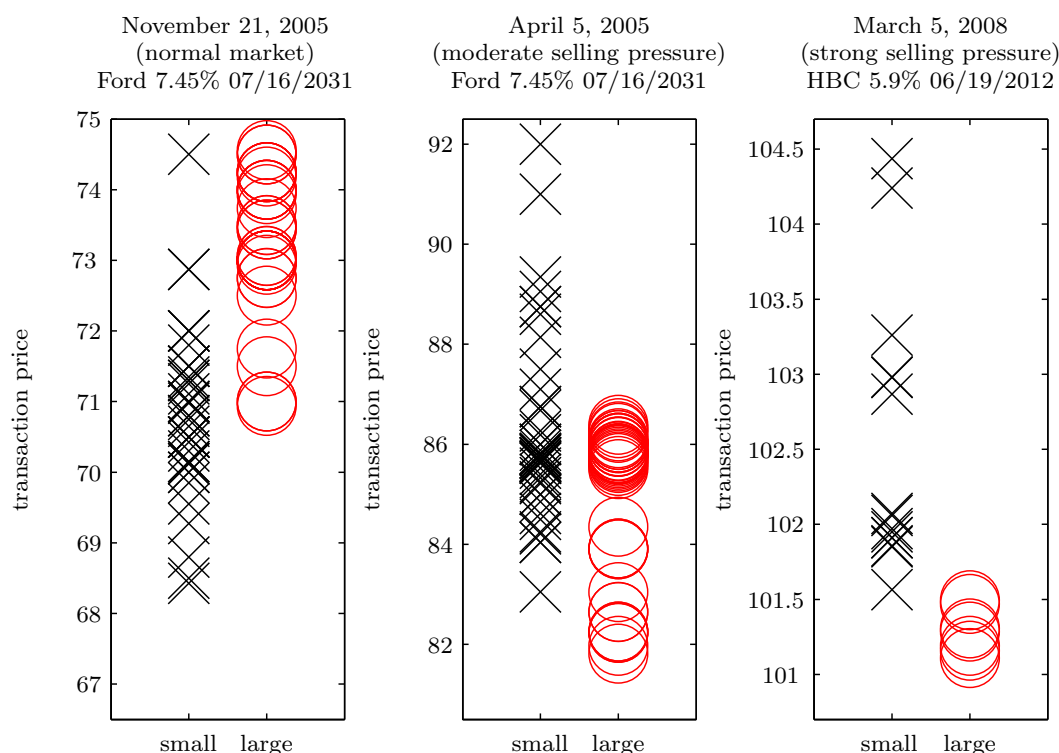 November 21, 2005
(normal market)
Ford 7.45% 07/16/2031
75
74
73
72
71
70
69
68
67
transaction price
small large
April 5, 2005
(moderate selling pressure)
Ford 7.45% 07/16/2031
92
90
88
86
84
82
transaction price
small large
March 5, 2008
(strong selling pressure)
HBC 5.9% 06/19/2012
104.5
104
103.5
103
102.5
102
101.5
101
transaction price
small large